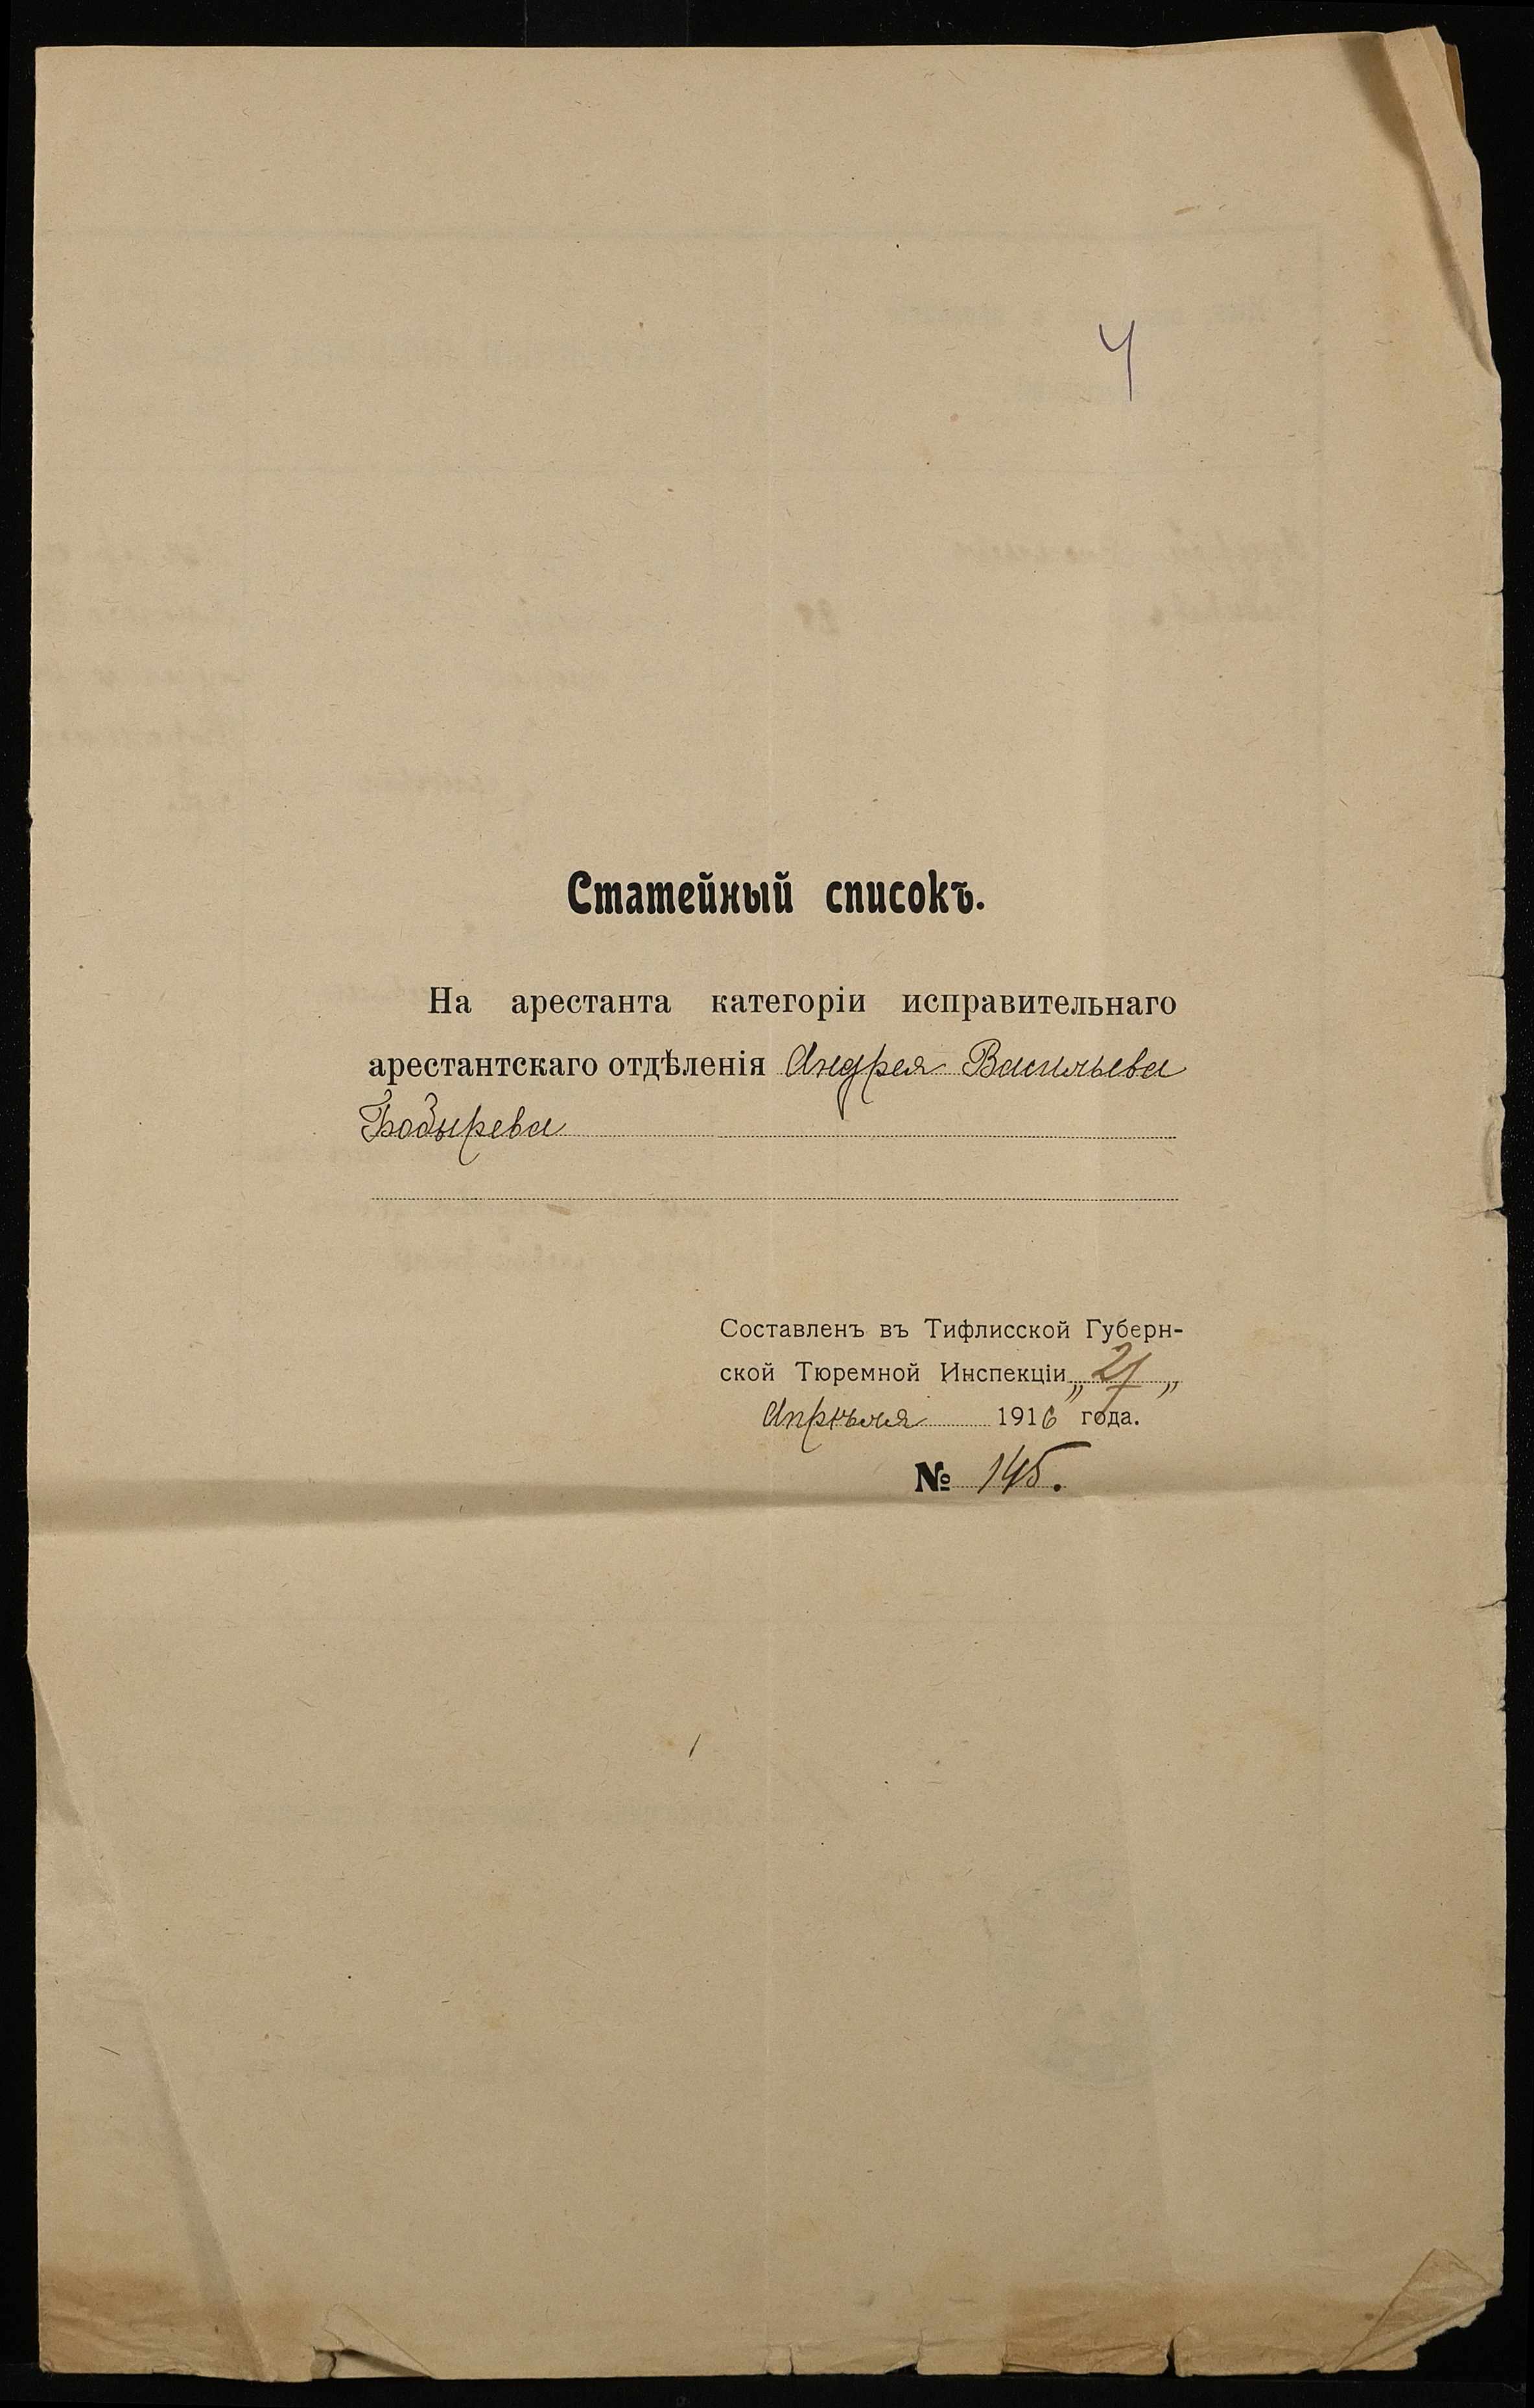 4
Статейный списокъ.
На арестанта категоріи исправительнаго
арестантскаго отдѣленія Андрея Васильева
Бобырева
Составленъ въ Тифлисской Губерн-
ской Тюремной Инспекціи „ 27 „
Апрѣля 1916 года.
№ 145.